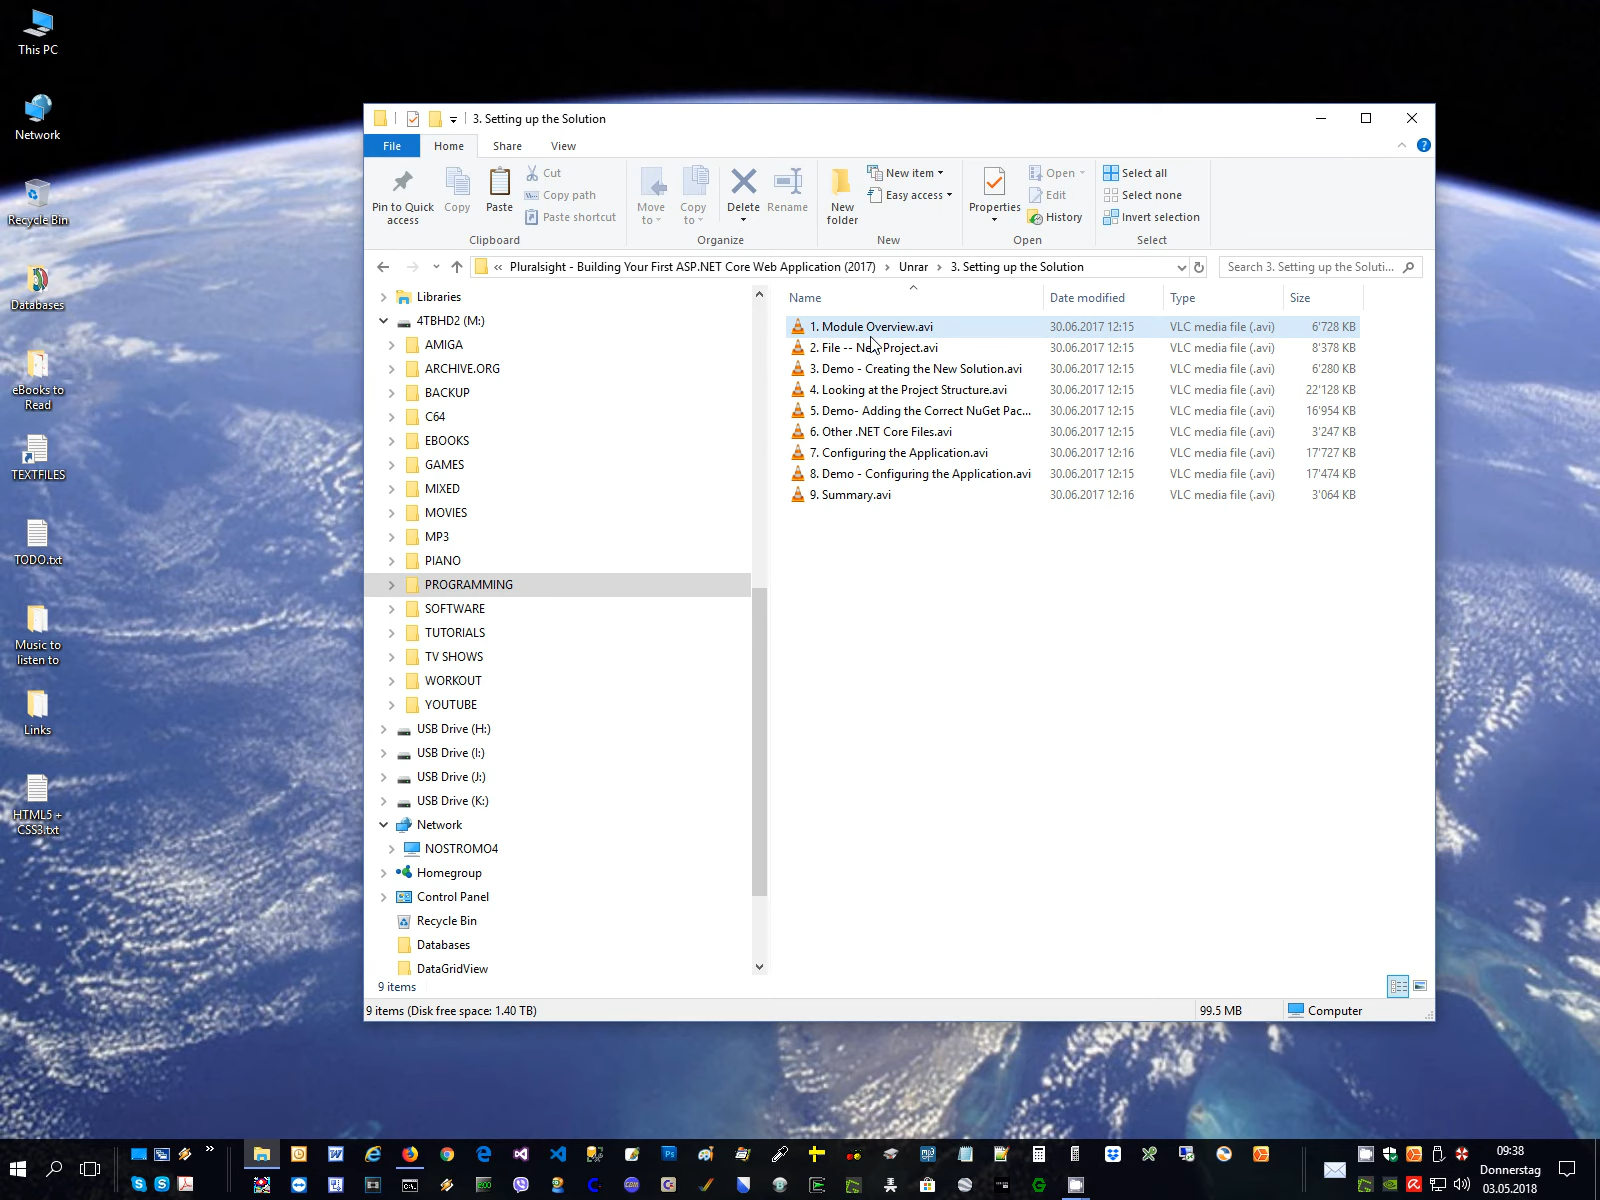 This PC
Network
Recycle Bin
Databases
eBooks to
Read
TEXTFILES
TODO.txt
Music to
listen to
Links
HTML5 +
CSS3.txt
3. Setting up the Solution
File Home Share View
Pin to Quick
access
Copy
Paste
Cut
Copy path
Paste shortcut
Clipboard
Move
to
Copy
to
Delete
Rename
Organize
New
folder
New item
Easy access
New
Properties
Open
Edit
History
Open
Select all
Select none
Invert selection
Select
« Pluralsight - Building Your First ASP.NET Core Web Application (2017) › Unrar › 3. Setting up the Solution
Search 3. Setting up the Soluti...
Libraries
4TBHD2 (M:)
AMIGA
ARCHIVE.ORG
BACKUP
C64
EBOOKS
GAMES
MIXED
MOVIES
MP3
PIANO
PROGRAMMING
SOFTWARE
TUTORIALS
TV SHOWS
WORKOUT
YOUTUBE
USB Drive (H:)
USB Drive (I:)
USB Drive (J:)
USB Drive (K:)
Network
NOSTROMO4
Homegroup
Control Panel
Recycle Bin
Databases
DataGridView
Name Date modified Type Size
1. Module Overview.avi 30.06.2017 12:15 VLC media file (.avi) 6'728 KB
2. File -- New Project.avi 30.06.2017 12:15 VLC media file (.avi) 8'378 KB
3. Demo - Creating the New Solution.avi 30.06.2017 12:15 VLC media file (.avi) 6'280 KB
4. Looking at the Project Structure.avi 30.06.2017 12:15 VLC media file (.avi) 22'128 KB
5. Demo- Adding the Correct NuGet Pac... 30.06.2017 12:15 VLC media file (.avi) 16'954 KB
6. Other .NET Core Files.avi 30.06.2017 12:15 VLC media file (.avi) 3'247 KB
7. Configuring the Application.avi 30.06.2017 12:16 VLC media file (.avi) 17'727 KB
8. Demo - Configuring the Application.avi 30.06.2017 12:15 VLC media file (.avi) 17'474 KB
9. Summary.avi 30.06.2017 12:16 VLC media file (.avi) 3'064 KB
9 items
9 items (Disk free space: 1.40 TB)
99.5 MB
Computer
09:38
Donnerstag
03.05.2018